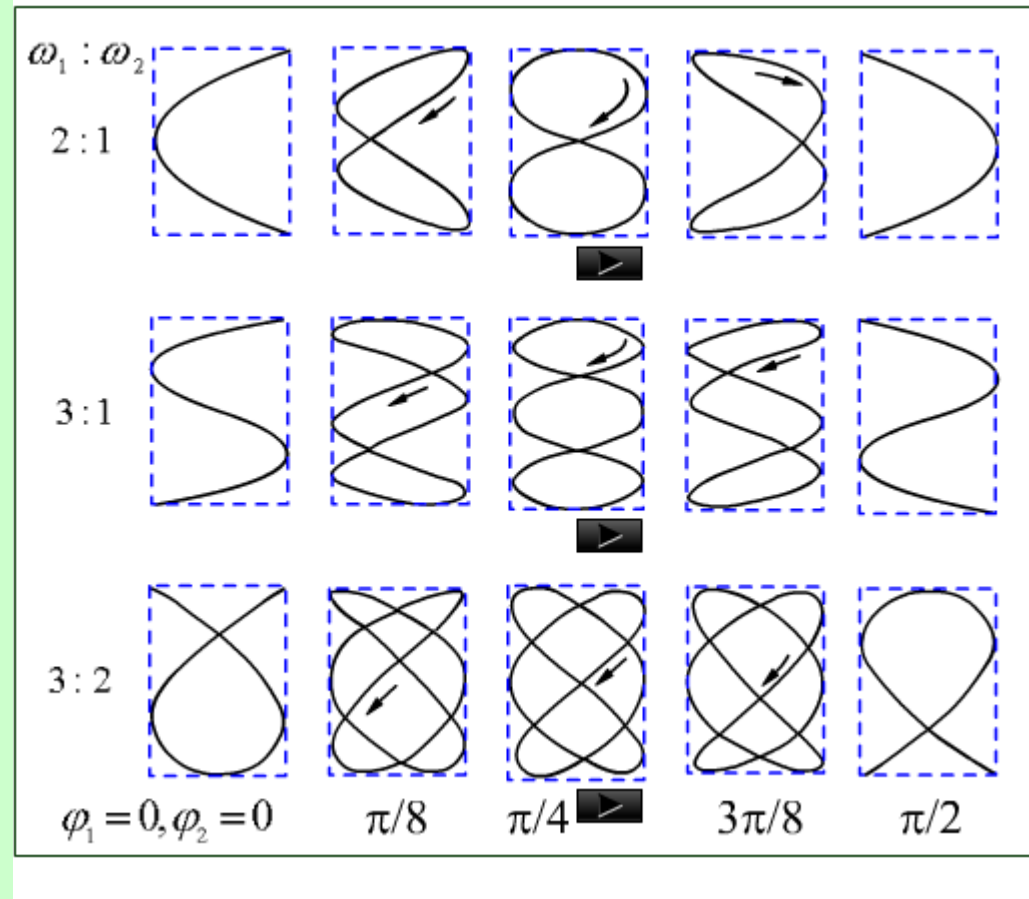 ω₁ : ω₂
2 : 1
3 : 1
3 : 2
φ₁ = 0, φ₂ = 0 π/8 π/4 3π/8 π/2